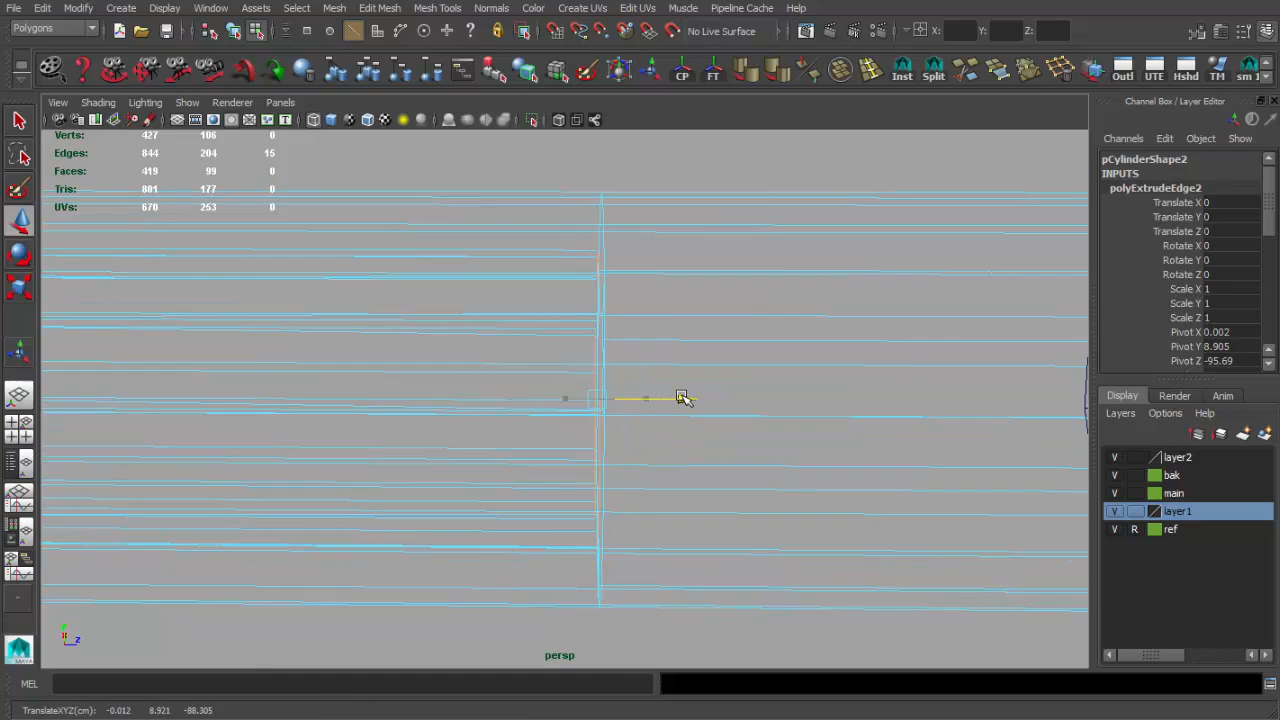 File Edit Modify Create Display Window Assets Select Mesh Edit Mesh Mesh Tools Normals Color Create UVs Edit UVs Muscle Pipeline Cache Help
Polygons No Live Surface X: Y: Z:
CP FT Inst Split Outl UTE Hshd TM sm 1
View Shading Lighting Show Renderer Panels
Channel Box / Layer Editor
Channels Edit Object Show
Verts: 427 106 0
Edges: 844 204 15
Faces: 419 99 0
Tris: 801 177 0
UVs: 670 253 0
pCylinderShape2
INPUTS
polyExtrudeEdge2
Translate X 0
Translate Y 0
Translate Z 0
Rotate X 0
Rotate Y 0
Rotate Z 0
Scale X 1
Scale Y 1
Scale Z 1
Pivot X 0.002
Pivot Y 8.905
Pivot Z -95.69
Display Render Anim
Layers Options Help
V layer2
V bak
V main
V layer1
V R ref
z
persp
MAYA
MEL
TranslateXYZ(cm): -0.012 8.921 -88.305